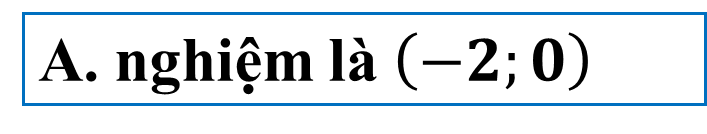 A. nghiệm là (−2; 0)